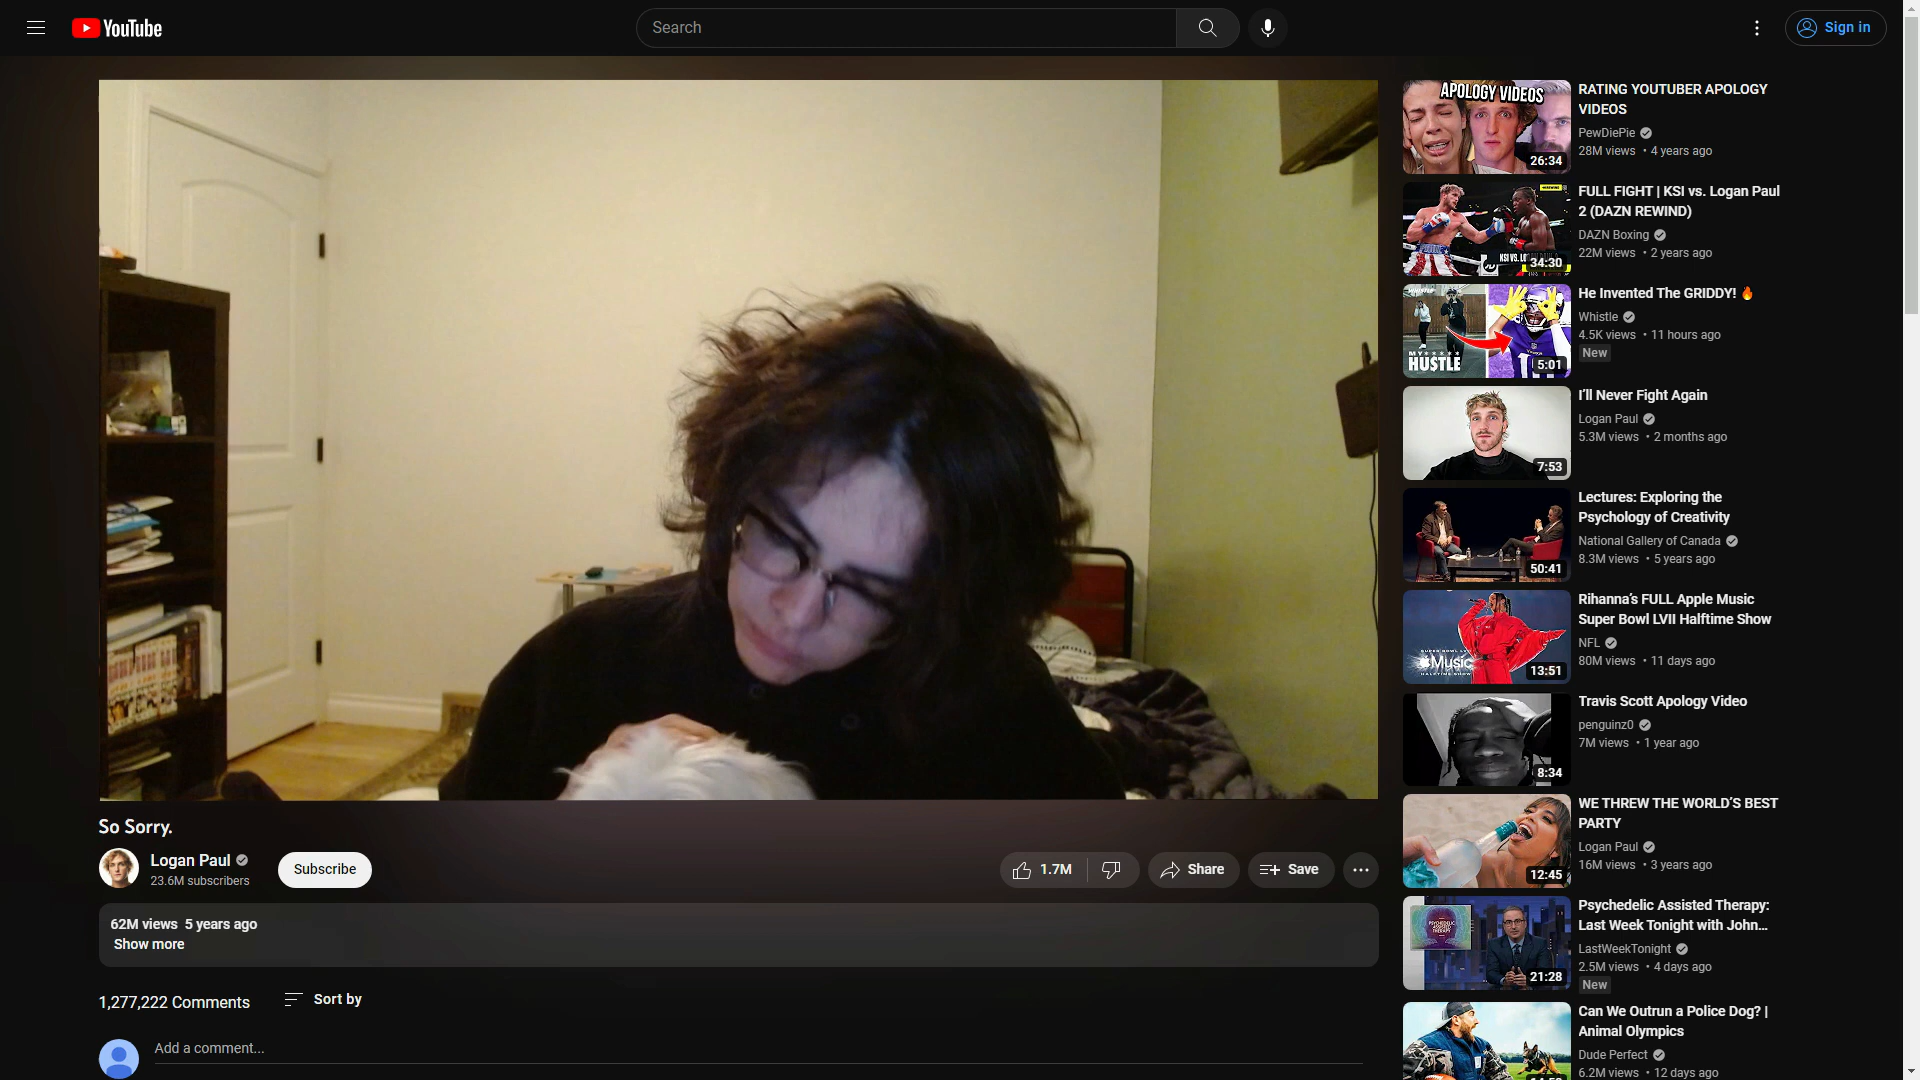 YouTube
Search
Sign in
So Sorry.
Logan Paul
23.6M subscribers
Subscribe
1.7M
Share
Save
62M views 5 years ago
Show more
1,277,222 Comments
Sort by
Add a comment...
APOLOGY VIDEOS
26:34
RATING YOUTUBER APOLOGY
VIDEOS
PewDiePie
28M views • 4 years ago
KSI VS. LO
34:30
FULL FIGHT | KSI vs. Logan Paul
2 (DAZN REWIND)
DAZN Boxing
22M views • 2 years ago
MY*****
HUSTLE
5:01
He Invented The GRIDDY! 🔥
Whistle
4.5K views • 11 hours ago
New
7:53
I'll Never Fight Again
Logan Paul
5.3M views • 2 months ago
50:41
Lectures: Exploring the
Psychology of Creativity
National Gallery of Canada
8.3M views • 5 years ago
Music
13:51
Rihanna's FULL Apple Music
Super Bowl LVII Halftime Show
NFL
80M views • 11 days ago
8:34
Travis Scott Apology Video
penguinz0
7M views • 1 year ago
12:45
WE THREW THE WORLD'S BEST
PARTY
Logan Paul
16M views • 3 years ago
PSYCHEDELIC
ASSISTED
THERAPY
21:28
Psychedelic Assisted Therapy:
Last Week Tonight with John...
LastWeekTonight
2.5M views • 4 days ago
New
Can We Outrun a Police Dog? |
Animal Olympics
Dude Perfect
6.2M views • 12 days ago